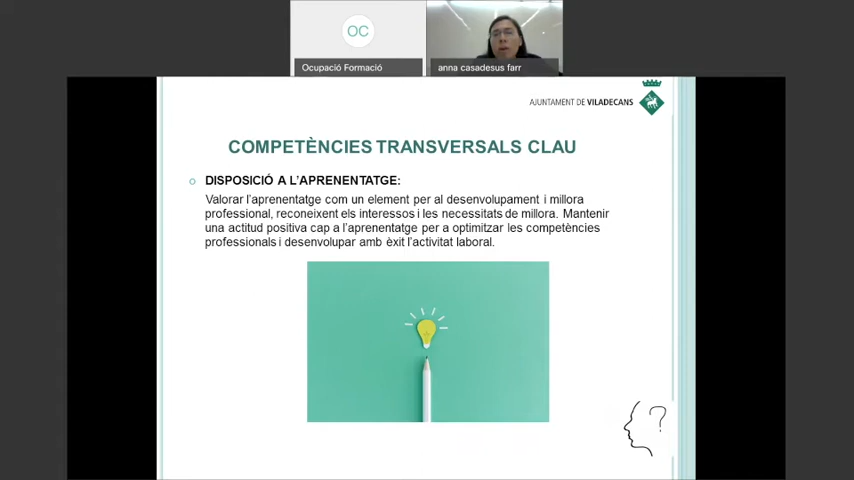 OC
Ocupació Formació
anna casadesus farr
AJUNTAMENT DE VILADECANS
COMPETÈNCIES TRANSVERSALS CLAU
DISPOSICIÓ A L'APRENENTATGE:
Valorar l'aprenentatge com un element per al desenvolupament i millora
professional, reconeixent els interessos i les necessitats de millora. Mantenir
una actitud positiva cap a l'aprenentatge per a optimitzar les competències
professionals i desenvolupar amb èxit l'activitat laboral.
?